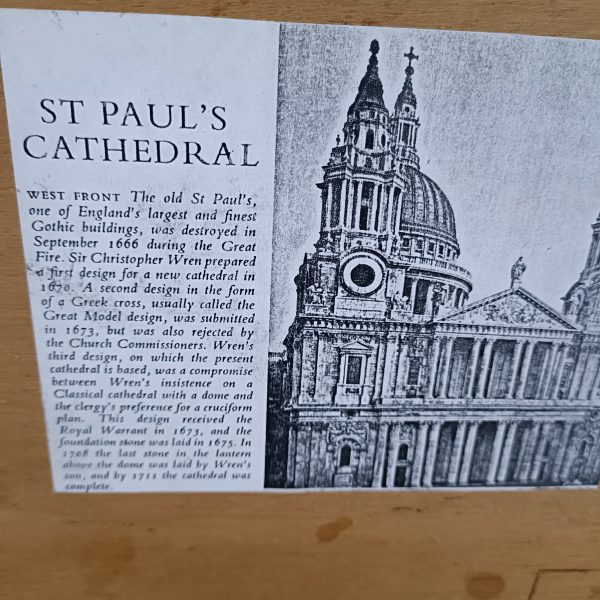 ST PAUL'S
CATHEDRAL
WEST FRONT The old St Paul's,
one of England's largest and finest
Gothic buildings, was destroyed in
September 1666 during the Great
Fire. Sir Christopher Wren prepared
a first design for a new cathedral in
1670. A second design in the form
of a Greek cross, usually called the
Great Model design, was submitted
in 1673, but was also rejected by
the Church Commissioners. Wren's
third design, on which the present
cathedral is based, was a compromise
between Wren's insistence on a
Classical cathedral with a dome and
the clergy's preference for a cruciform
plan. This design received the
Royal Warrant in 1673, and the
foundation stone was laid in 1675. In
1708 the last stone in the lantern
above the dome was laid by Wren's
son, and by 1711 the cathedral was
complete.